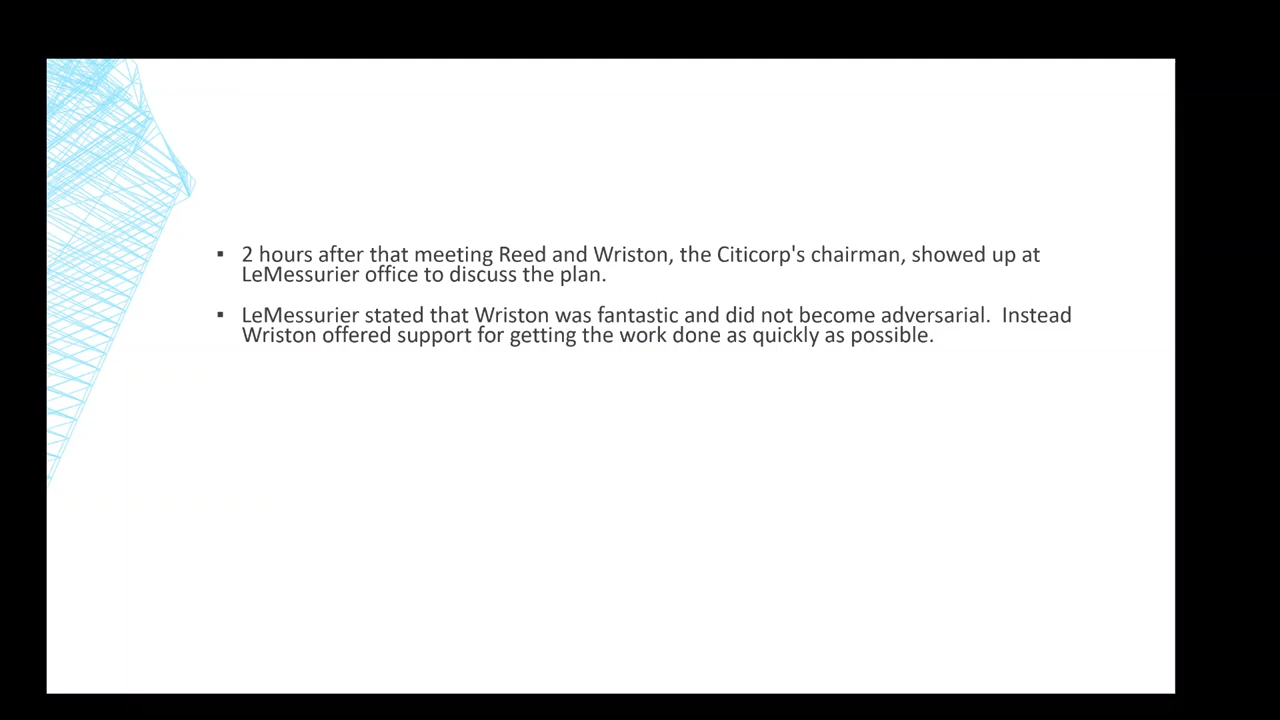 ▪ 2 hours after that meeting Reed and Wriston, the Citicorp's chairman, showed up at
LeMessurier office to discuss the plan.
▪ LeMessurier stated that Wriston was fantastic and did not become adversarial.  Instead
Wriston offered support for getting the work done as quickly as possible.